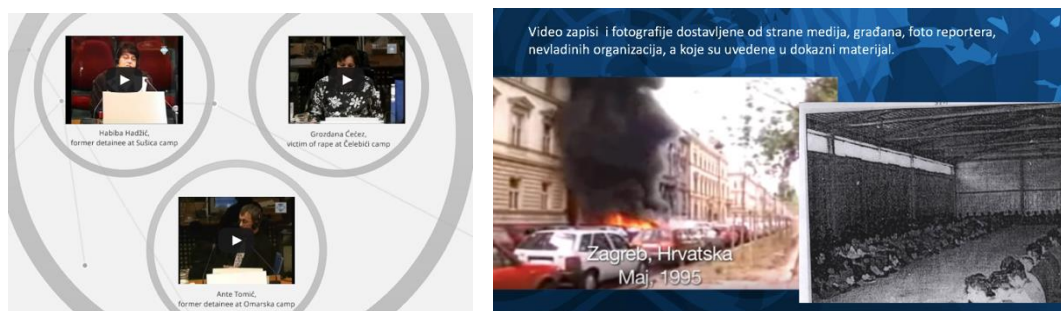 Habiba Hadžić,
former detainee at Sušica camp
Grozdana Ćećez,
victim of rape at Čelebići camp
Ante Tomić,
former detainee at Omarska camp
Video zapisi i fotografije dostavljene od strane medija, građana, foto reportera,
nevladinih organizacija, a koje su uvedene u dokazni materijal.
Zagreb, Hrvatska
Maj, 1995